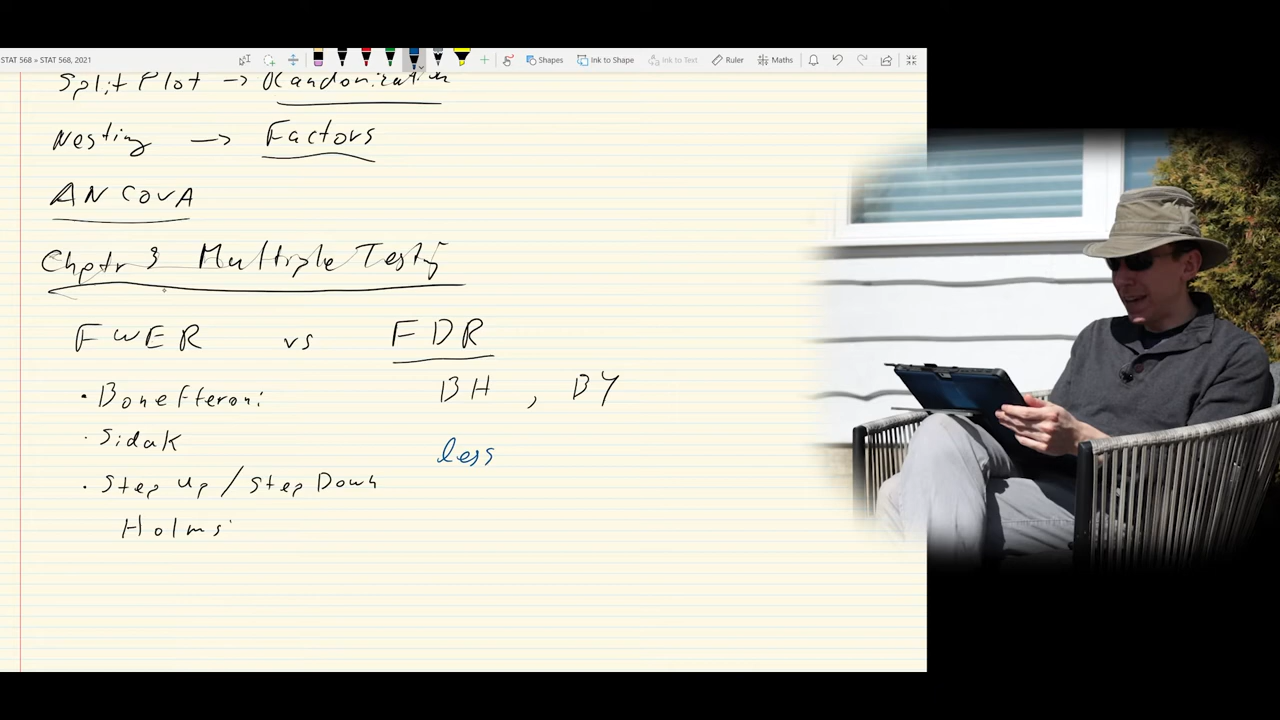 STAT 568 » STAT 568, 2021
Shapes Ink to Shape Ink to Text Ruler Maths
Split Plot → Randomization
Nesting → Factors
ANCOVA
Chptr 3 Multiple Testing
FWER vs FDR
• Bonefferoni BH , BY
• Sidak less
• Step Up / Step Down
Holms